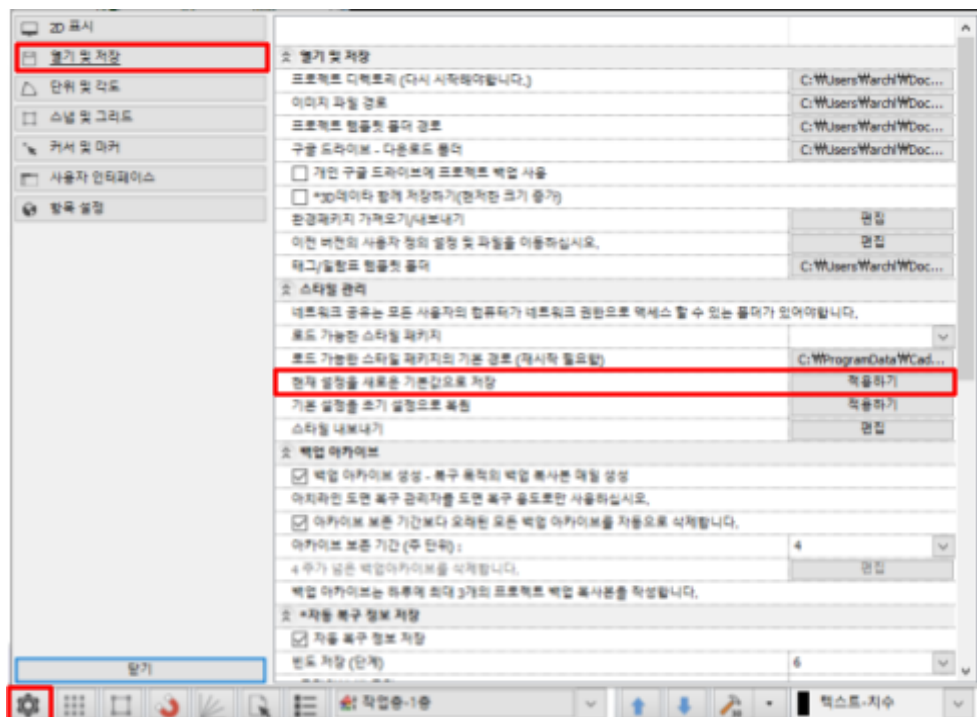 2D 표시
열기 및 저장
단위 및 각도
스냅 및 그리드
커서 및 마커
사용자 인터페이스
항목 설정
닫기
열기 및 저장
프로젝트 디렉토리 (다시 시작해야합니다.) C:₩Users₩archi₩Doc...
이미지 파일 경로 C:₩Users₩archi₩Doc...
프로젝트 템플릿 폴더 경로 C:₩Users₩archi₩Doc...
구글 드라이브 - 다운로드 폴더 C:₩Users₩archi₩Doc...
개인 구글 드라이브에 프로젝트 백업 사용
*3D데이타 함께 저장하기(현저한 크기 증가)
환경패키지 가져오기/내보내기 편집
이전 버전의 사용자 정의 설정 및 파일을 이동하십시오. 편집
태그/일람표 템플릿 폴더 C:₩Users₩archi₩Doc...
스타일 관리
네트워크 공유는 모든 사용자의 컴퓨터가 네트워크 권한으로 액세스 할 수 있는 폴더가 있어야합니다.
로드 가능한 스타일 패키지
로드 가능한 스타일 패키지의 기본 경로 (재시작 필요함) C:₩ProgramData₩Cad...
현재 설정을 새로운 기본값으로 저장 적용하기
기본 설정을 초기 설정으로 복원 적용하기
스타일 내보내기 편집
백업 아카이브
백업 아카이브 생성 - 복구 목적의 백업 복사본 매일 생성
아치라인 도면 복구 관리자를 도면 복구 용도로만 사용하십시오.
아카이브 보존 기간보다 오래된 모든 백업 아카이브를 자동으로 삭제합니다.
아카이브 보존 기간 (주 단위) : 4
4 주가 넘은 백업아카이브를 삭제합니다. 편집
백업 아카이브는 하루에 최대 3개의 프로젝트 백업 복사본을 작성합니다.
*자동 복구 정보 저장
자동 복구 정보 저장
빈도 저장 (단계) 6
작업층-1층
텍스트-치수